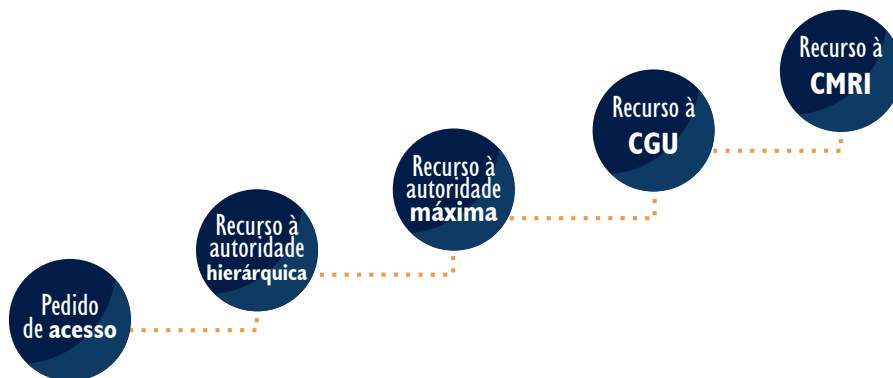 Pedido
de acesso
Recurso à
autoridade
hierárquica
Recurso à
autoridade
máxima
Recurso à
CGU
Recurso à
CMRI